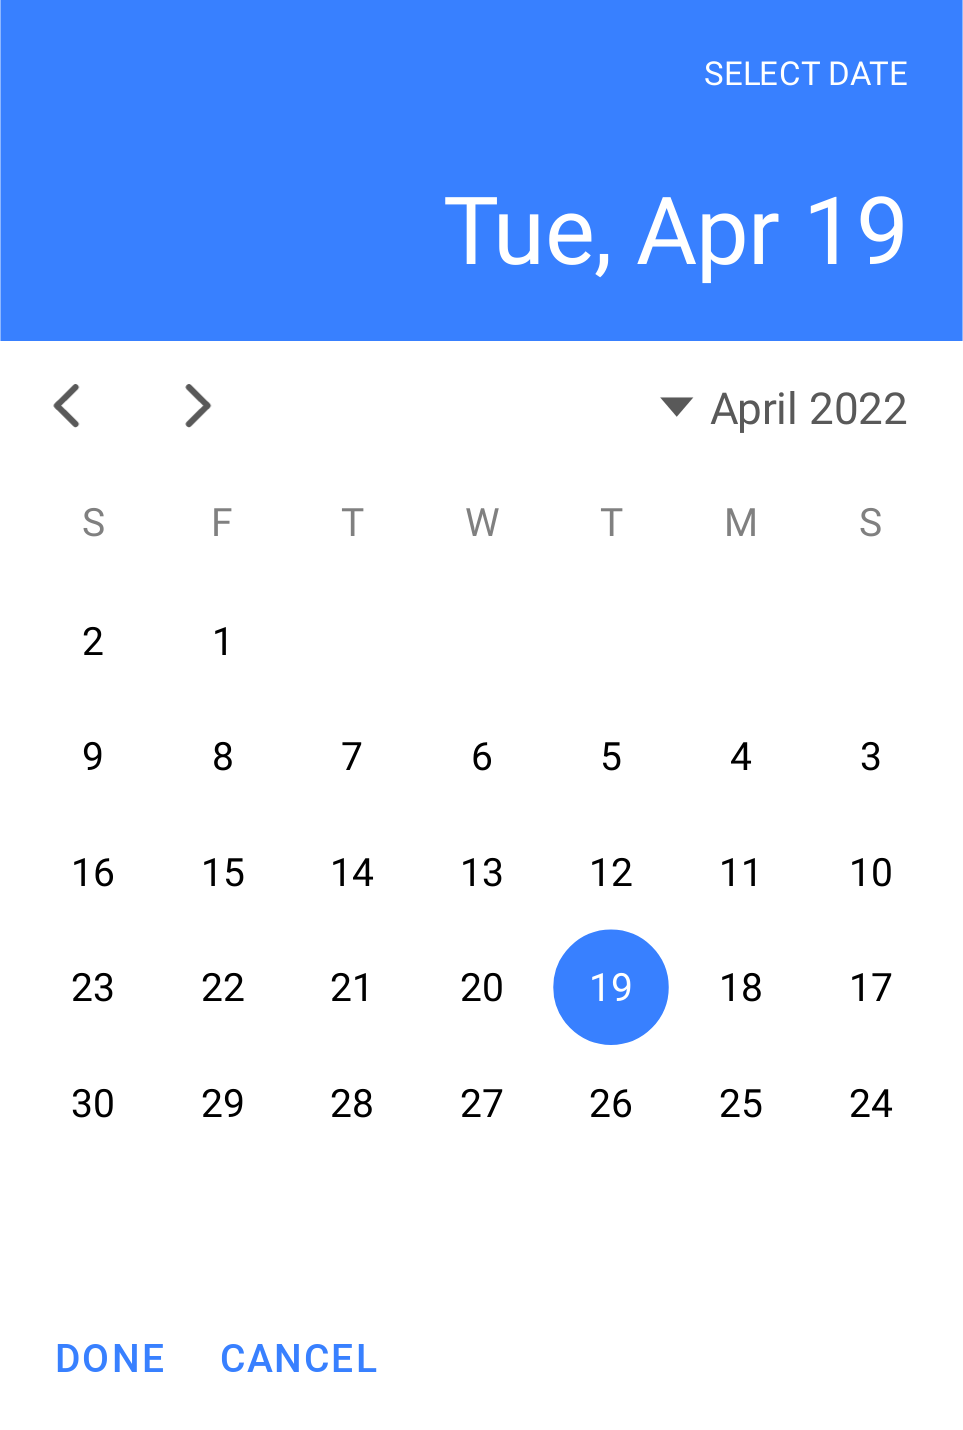 SELECT DATE
Tue, Apr 19
April 2022
S F T W T M S
2 1
9 8 7 6 5 4 3
16 15 14 13 12 11 10
23 22 21 20 19 18 17
30 29 28 27 26 25 24
DONE CANCEL